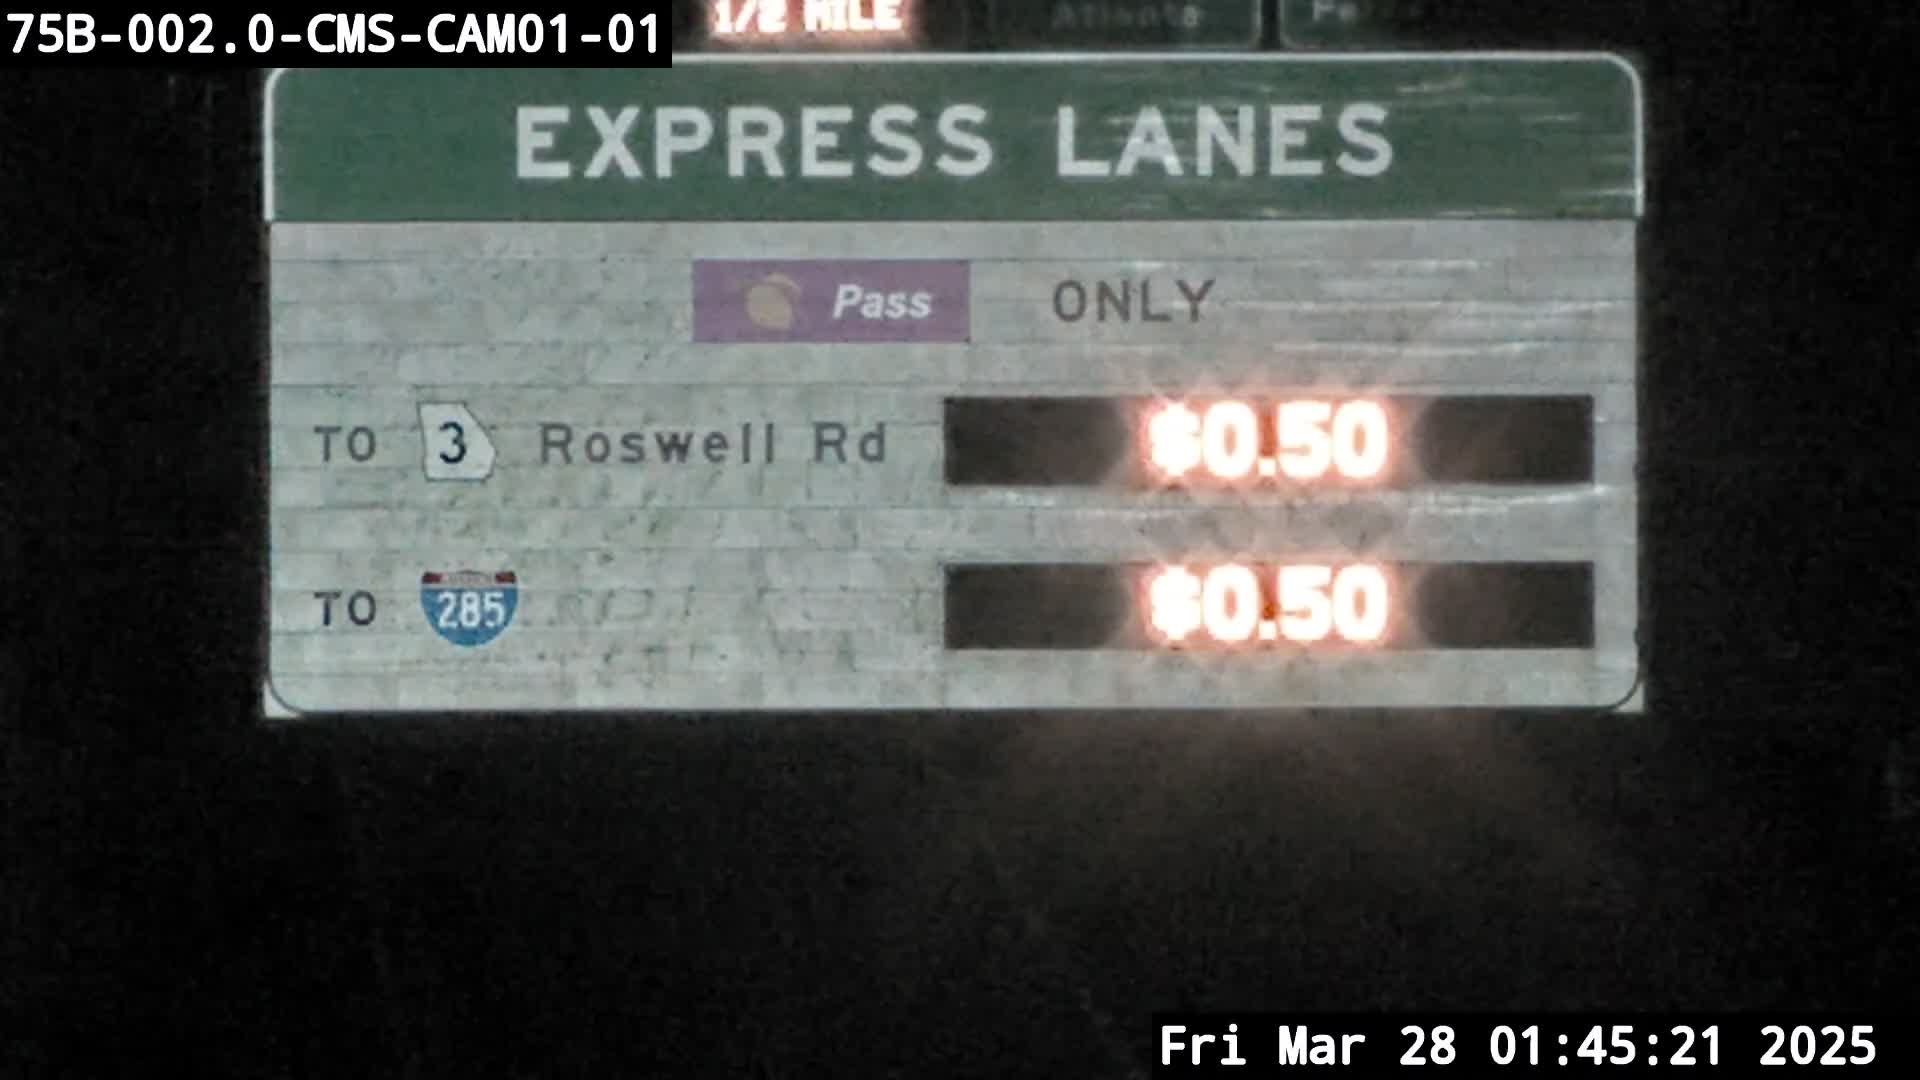 75B-002.0-CMS-CAM01-01
1/2 MILE
Atlanta
EXPRESS LANES
Pass ONLY
TO 3 Roswell Rd $0.50
TO 285 $0.50
Fri Mar 28 01:45:21 2025